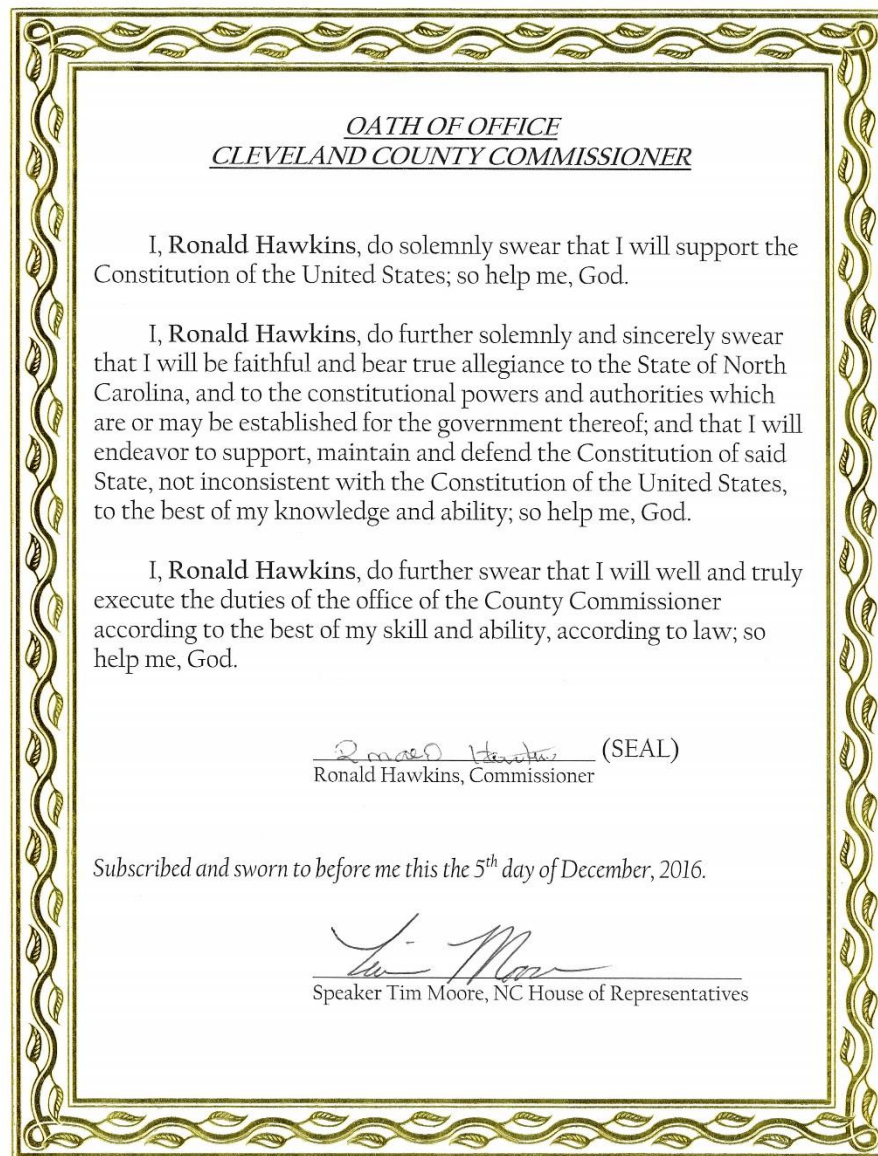 OATH OF OFFICE
CLEVELAND COUNTY COMMISSIONER
I, Ronald Hawkins, do solemnly swear that I will support the
Constitution of the United States; so help me, God.
I, Ronald Hawkins, do further solemnly and sincerely swear
that I will be faithful and bear true allegiance to the State of North
Carolina, and to the constitutional powers and authorities which
are or may be established for the government thereof; and that I will
endeavor to support, maintain and defend the Constitution of said
State, not inconsistent with the Constitution of the United States,
to the best of my knowledge and ability; so help me, God.
I, Ronald Hawkins, do further swear that I will well and truly
execute the duties of the office of the County Commissioner
according to the best of my skill and ability, according to law; so
help me, God.
Ronald Hawkins (SEAL)
Ronald Hawkins, Commissioner
Subscribed and sworn to before me this the 5th day of December, 2016.
Tim Moore
Speaker Tim Moore, NC House of Representatives